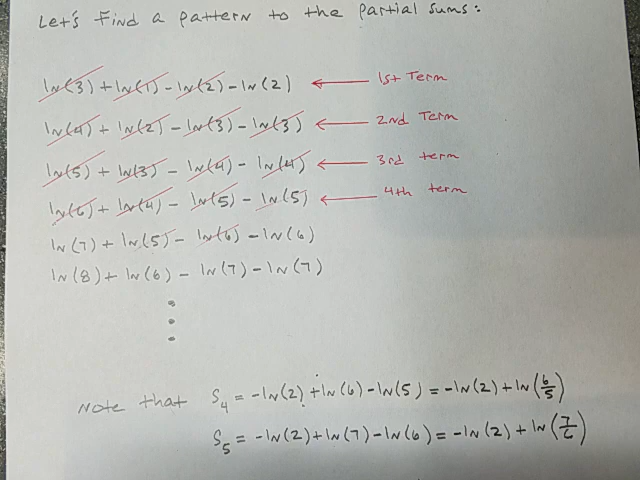 Let's Find a pattern to the partial sums:
ln(3) + ln(1) - ln(2) - ln(2) ← 1st Term
ln(4) + ln(2) - ln(3) - ln(3) ← 2nd Term
ln(5) + ln(3) - ln(4) - ln(4) ← 3rd term
ln(6) + ln(4) - ln(5) - ln(5) ← 4th term
ln(7) + ln(5) - ln(6) - ln(6)
ln(8) + ln(6) - ln(7) - ln(7)
⋮
Note that S₄ = -ln(2) + ln(6) - ln(5) = -ln(2) + ln(6/5)
S₅ = -ln(2) + ln(7) - ln(6) = -ln(2) + ln(7/6)